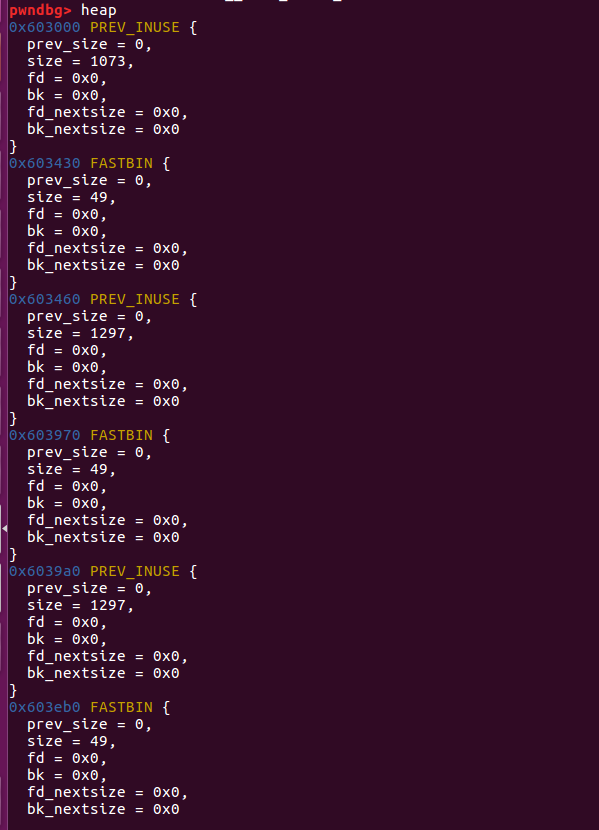 pwndbg> heap
0x603000 PREV_INUSE {
  prev_size = 0,
  size = 1073,
  fd = 0x0,
  bk = 0x0,
  fd_nextsize = 0x0,
  bk_nextsize = 0x0
}
0x603430 FASTBIN {
  prev_size = 0,
  size = 49,
  fd = 0x0,
  bk = 0x0,
  fd_nextsize = 0x0,
  bk_nextsize = 0x0
}
0x603460 PREV_INUSE {
  prev_size = 0,
  size = 1297,
  fd = 0x0,
  bk = 0x0,
  fd_nextsize = 0x0,
  bk_nextsize = 0x0
}
0x603970 FASTBIN {
  prev_size = 0,
  size = 49,
  fd = 0x0,
  bk = 0x0,
  fd_nextsize = 0x0,
  bk_nextsize = 0x0
}
0x6039a0 PREV_INUSE {
  prev_size = 0,
  size = 1297,
  fd = 0x0,
  bk = 0x0,
  fd_nextsize = 0x0,
  bk_nextsize = 0x0
}
0x603eb0 FASTBIN {
  prev_size = 0,
  size = 49,
  fd = 0x0,
  bk = 0x0,
  fd_nextsize = 0x0,
  bk_nextsize = 0x0